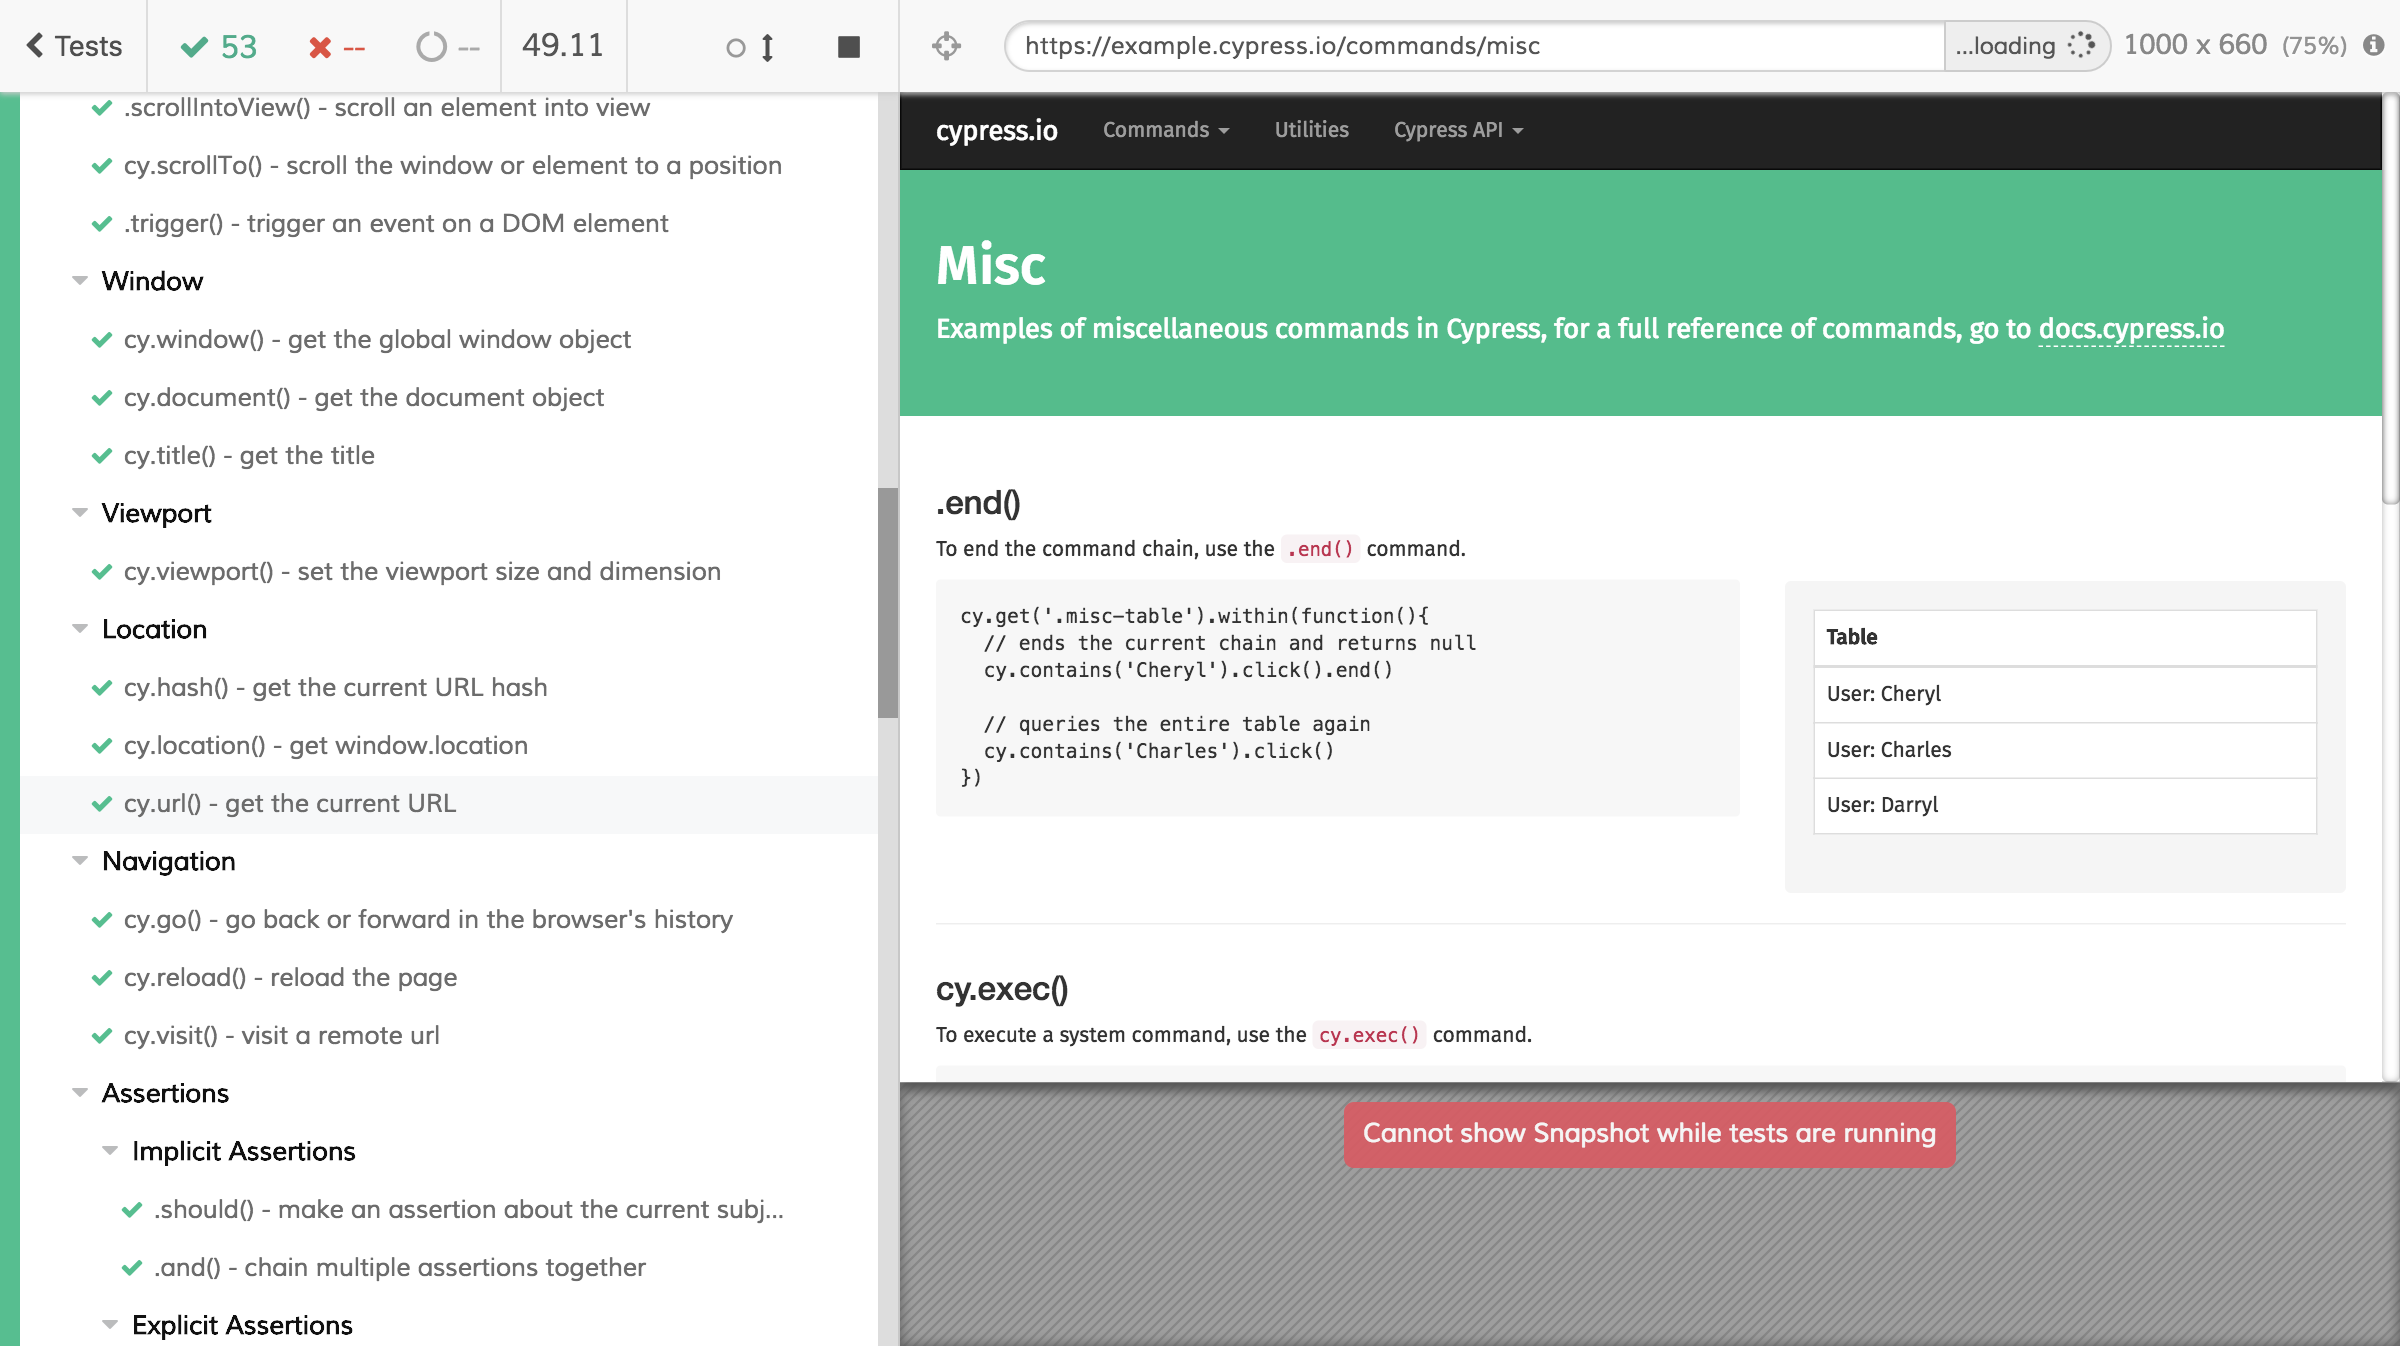 Tests
53
--
--
49.11
https://example.cypress.io/commands/misc
...loading
1000 x 660 (75%)
.scrollIntoView() - scroll an element into view
cy.scrollTo() - scroll the window or element to a position
.trigger() - trigger an event on a DOM element
Window
cy.window() - get the global window object
cy.document() - get the document object
cy.title() - get the title
Viewport
cy.viewport() - set the viewport size and dimension
Location
cy.hash() - get the current URL hash
cy.location() - get window.location
cy.url() - get the current URL
Navigation
cy.go() - go back or forward in the browser's history
cy.reload() - reload the page
cy.visit() - visit a remote url
Assertions
Implicit Assertions
.should() - make an assertion about the current subj...
.and() - chain multiple assertions together
Explicit Assertions
cypress.io
Commands
Utilities
Cypress API
Misc
Examples of miscellaneous commands in Cypress, for a full reference of commands, go to docs.cypress.io
.end()
To end the command chain, use the .end() command.
cy.get('.misc-table').within(function(){
// ends the current chain and returns null
cy.contains('Cheryl').click().end()
// queries the entire table again
cy.contains('Charles').click()
})
Table
User: Cheryl
User: Charles
User: Darryl
cy.exec()
To execute a system command, use the cy.exec() command.
Cannot show Snapshot while tests are running